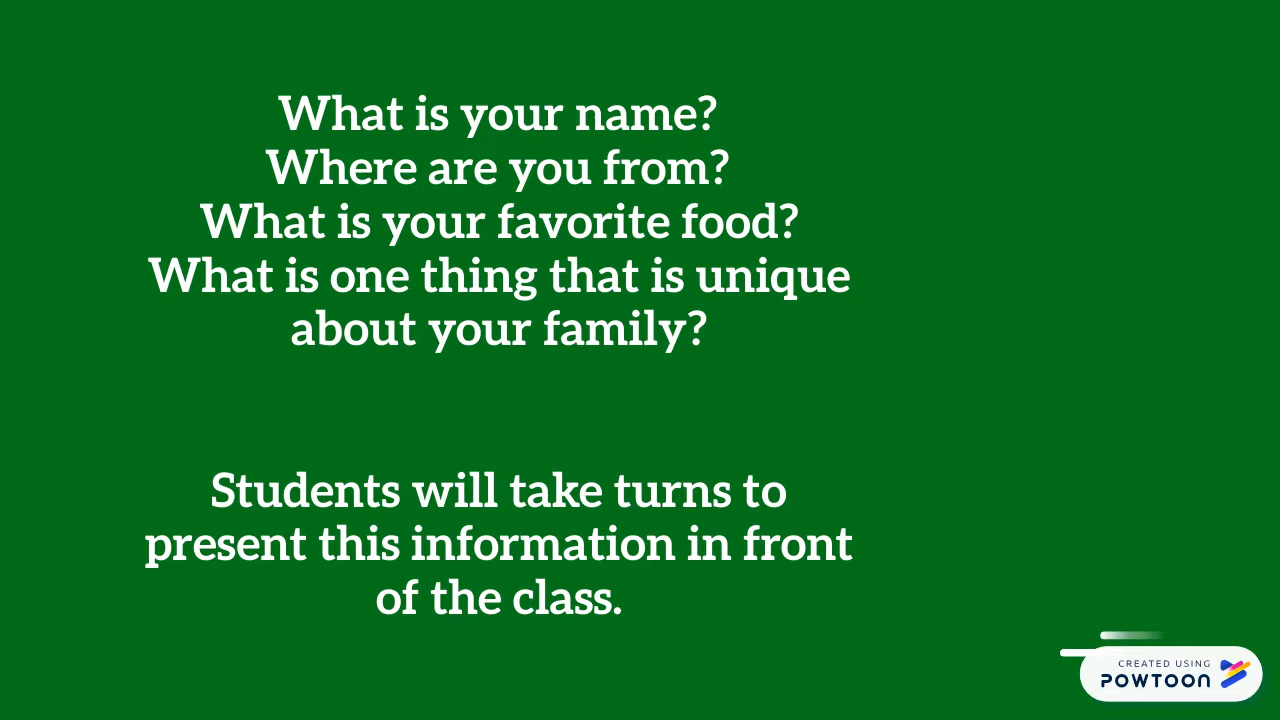 What is your name?
Where are you from?
What is your favorite food?
What is one thing that is unique
about your family?
Students will take turns to
present this information in front
of the class.
CREATED USING
POWTOON